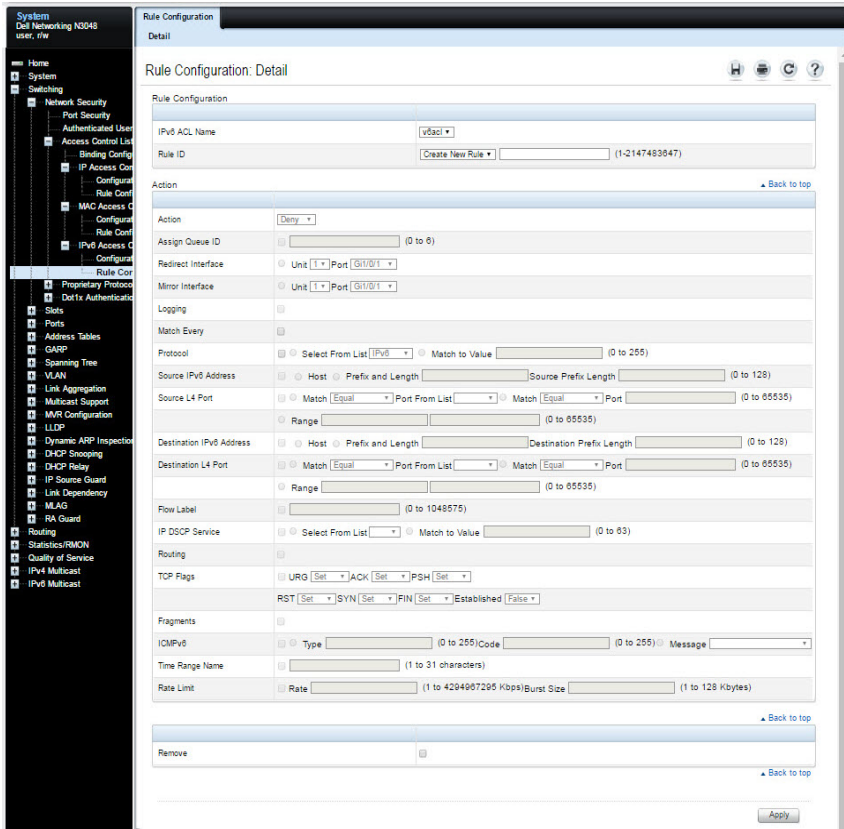 System
Dell Networking N3048
user, r/w
Home
System
Switching
Network Security
Port Security
Authenticated User
Access Control List
Binding Config
IP Access Con
Configurat
Rule Conf
MAC Access C
Configurat
Rule Conf
IPv6 Access C
Configurat
Rule Cor
Proprietary Protoco
Dot1x Authenticatio
Slots
Ports
Address Tables
GARP
Spanning Tree
VLAN
Link Aggregation
Multicast Support
MVR Configuration
LLDP
Dynamic ARP Inspection
DHCP Snooping
DHCP Relay
IP Source Guard
Link Dependency
MLAG
RA Guard
Routing
Statistics/RMON
Quality of Service
IPv4 Multicast
IPv6 Multicast
Rule Configuration
Detail
Rule Configuration: Detail
Rule Configuration
IPv6 ACL Name v6acl
Rule ID Create New Rule (1-2147483647)
Action Back to top
Action Deny
Assign Queue ID (0 to 6)
Redirect Interface Unit 1 Port Gi1/0/1
Mirror Interface Unit 1 Port Gi1/0/1
Logging
Match Every
Protocol Select From List IPv6 Match to Value (0 to 255)
Source IPv6 Address Host Prefix and Length Source Prefix Length (0 to 128)
Source L4 Port Match Equal Port From List Match Equal Port (0 to 65535)
Range (0 to 65535)
Destination IPv6 Address Host Prefix and Length Destination Prefix Length (0 to 128)
Destination L4 Port Match Equal Port From List Match Equal Port (0 to 65535)
Range (0 to 65535)
Flow Label (0 to 1048575)
IP DSCP Service Select From List Match to Value (0 to 63)
Routing
TCP Flags URG Set ACK Set PSH Set
RST Set SYN Set FIN Set Established False
Fragments
ICMPv6 Type (0 to 255) Code (0 to 255) Message
Time Range Name (1 to 31 characters)
Rate Limit Rate (1 to 4294967295 Kbps) Burst Size (1 to 128 Kbytes)
Back to top
Remove
Back to top
Apply